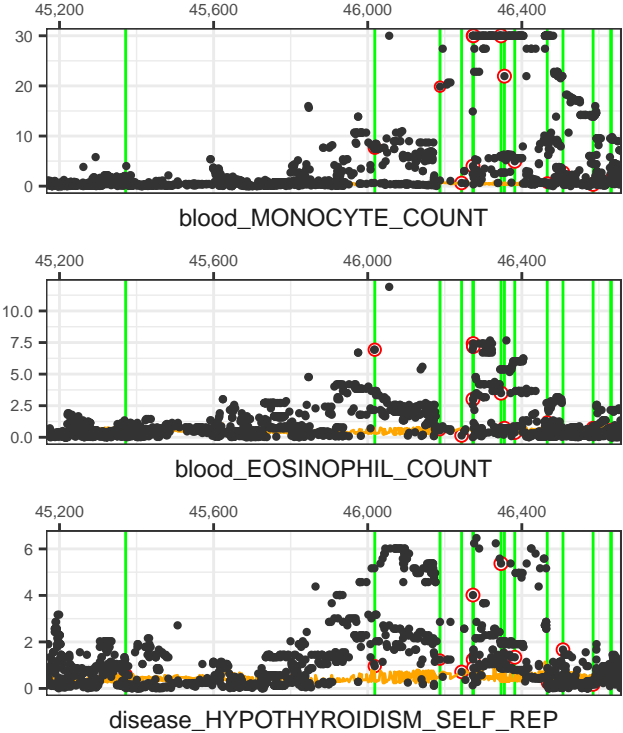 45,200 45,600 46,000 46,400
30
20
10
0
blood_MONOCYTE_COUNT
45,200 45,600 46,000 46,400
10.0
7.5
5.0
2.5
0.0
blood_EOSINOPHIL_COUNT
45,200 45,600 46,000 46,400
6
4
2
0
disease_HYPOTHYROIDISM_SELF_REP